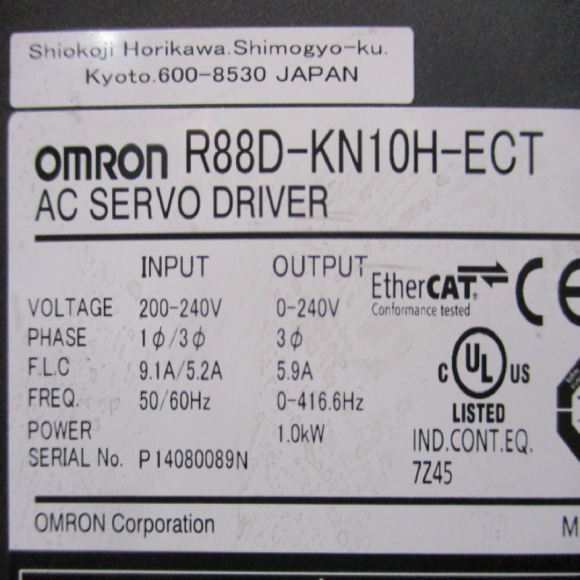 Shiokoji Horikawa.Shimogyo-ku.
Kyoto.600-8530 JAPAN
OMRON R88D-KN10H-ECT
AC SERVO DRIVER
INPUT OUTPUT
VOLTAGE 200-240V 0-240V
PHASE 1ϕ/3ϕ 3ϕ
F.L.C 9.1A/5.2A 5.9A
FREQ. 50/60Hz 0-416.6Hz
POWER 1.0kW
SERIAL No. P14080089N
EtherCAT®
Conformance tested
CE
C UL US
LISTED
IND.CONT.EQ.
7Z45
OMRON Corporation